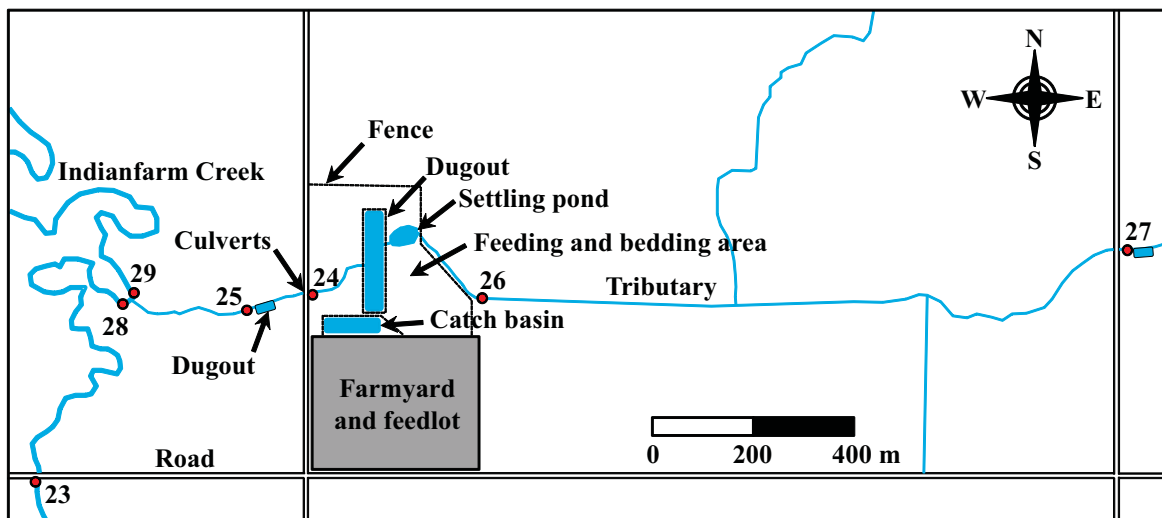 N
W
E
S
Fence
Dugout
Indianfarm Creek
Settling pond
Culverts
Feeding and bedding area
27
29
24
26
Tributary
25
28
Catch basin
Dugout
Farmyard
and feedlot
Road
0
200
400 m
23